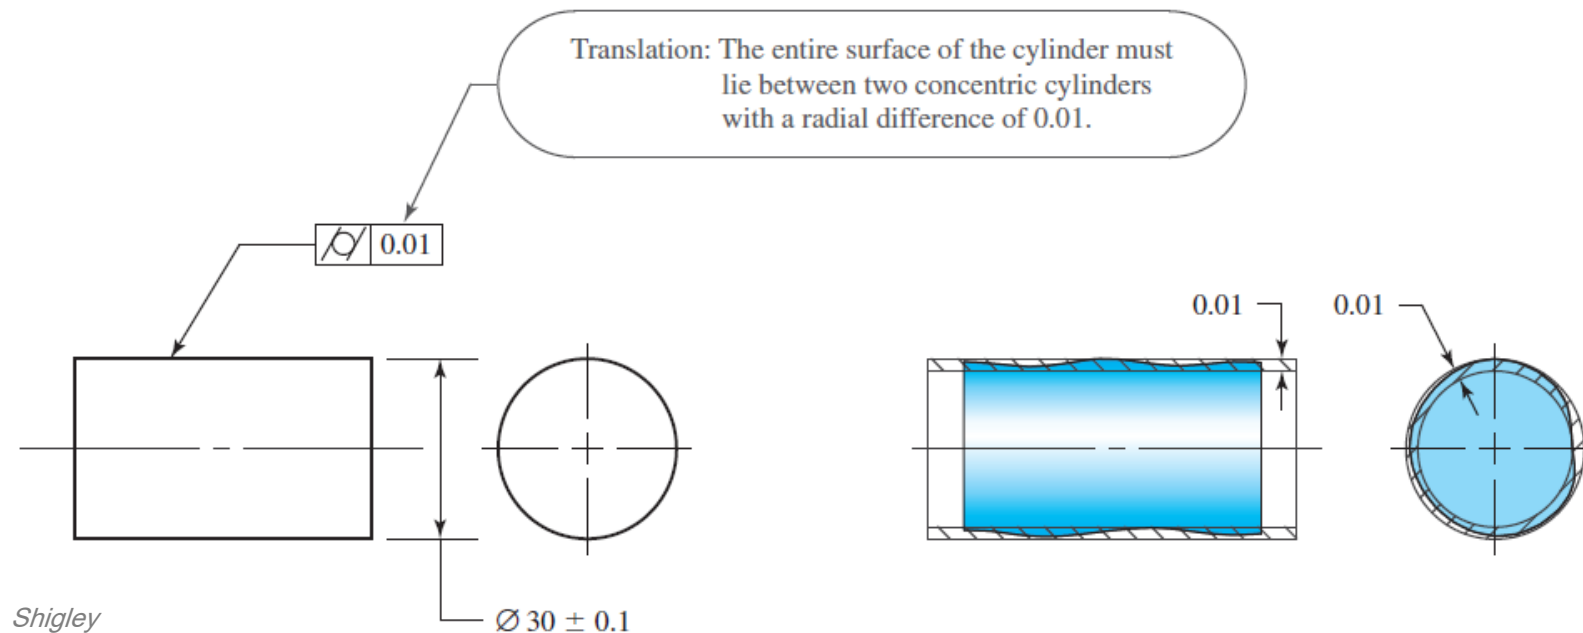 Translation: The entire surface of the cylinder must
lie between two concentric cylinders
with a radial difference of 0.01.
0.01
0.01
0.01
Ø 30 ± 0.1
Shigley